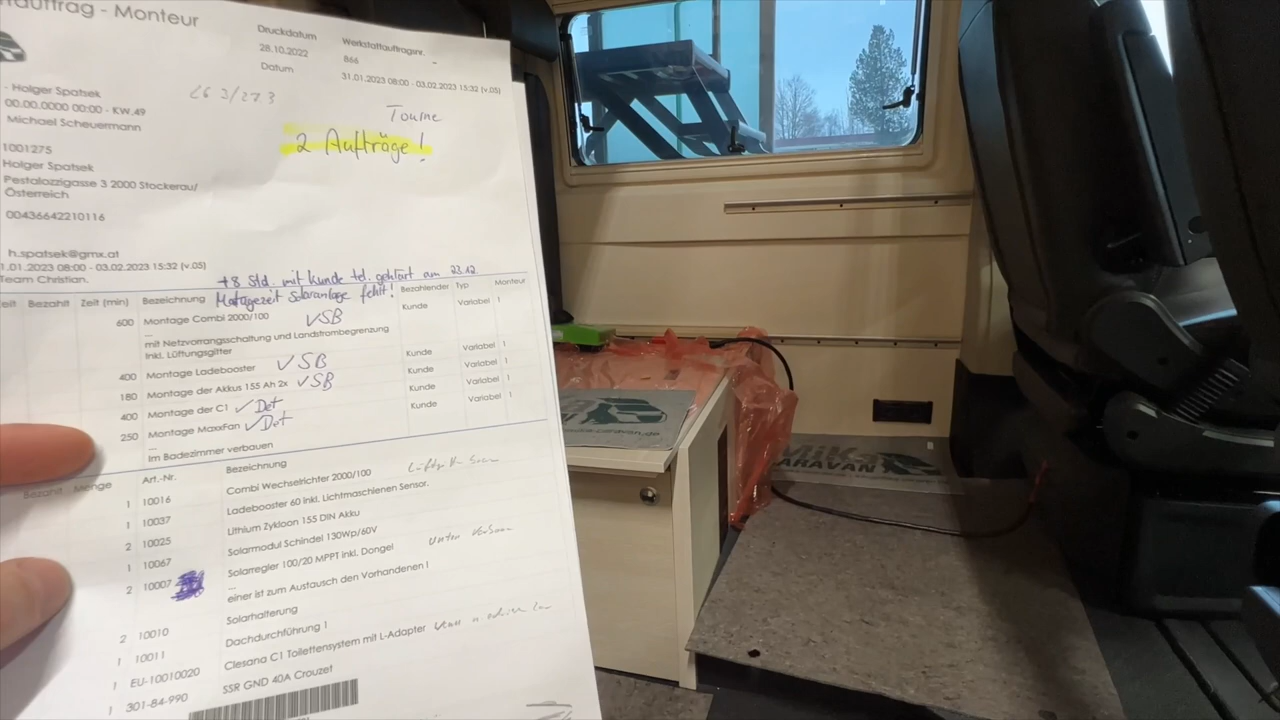 auftrag - Monteur
Druckdatum
28.10.2022
Datum
Werkstattauftragsnr.
866
31.01.2023 08:00 - 03.02.2023 15:32 (v.05)
- Holger Spatsek
00.00.0000 00:00 - KW.49
Michael Scheuermann
2 Aufträge!
1001275
Holger Spatsek
Pestalozzigasse 3 2000 Stockerau/
Österreich
00436642210116
h.spatsek@gmx.at
1.01.2023 08:00 - 03.02.2023 15:32 (v.05)
Team Christian.
+8 Std. mit Kunde tel. geklärt am 23.12.
Solaranlage fehlt!
eit Bezahlt Zeit (min) Bezeichnung Bezahlender Typ Monteur
600 Montage Combi 2000/100 ✓SB Kunde Variabel 1
---
mit Netzvorrangschaltung und Landstrombegrenzung
Inkl. Lüftungsgitter
400 Montage Ladebooster ✓SB Kunde Variabel 1
180 Montage der Akkus 155 Ah 2x ✓SB Kunde Variabel 1
400 Montage der C1 ✓Det Kunde Variabel 1
250 Montage MaxxFan ✓Det Kunde Variabel 1
---
Im Badezimmer verbauen
Bezahlt Menge Art.-Nr. Bezeichnung
1 10016 Combi Wechselrichter 2000/100
1 10037 Ladebooster 60 inkl. Lichtmaschienen Sensor.
2 10025 Lithium Zykloon 155 DIN Akku
1 10067 Solarmodul Schindel 130Wp/60V
2 10007 Solarregler 100/20 MPPT inkl. Dongel
---
einer ist zum Austausch den Vorhandenen !
2 10010 Solarhalterung
1 10011 Dachdurchführung 1
1 EU-10010020 Clesana C1 Toilettensystem mit L-Adapter
1 301-84-990 SSR GND 40A Crouzet
CARAVAN